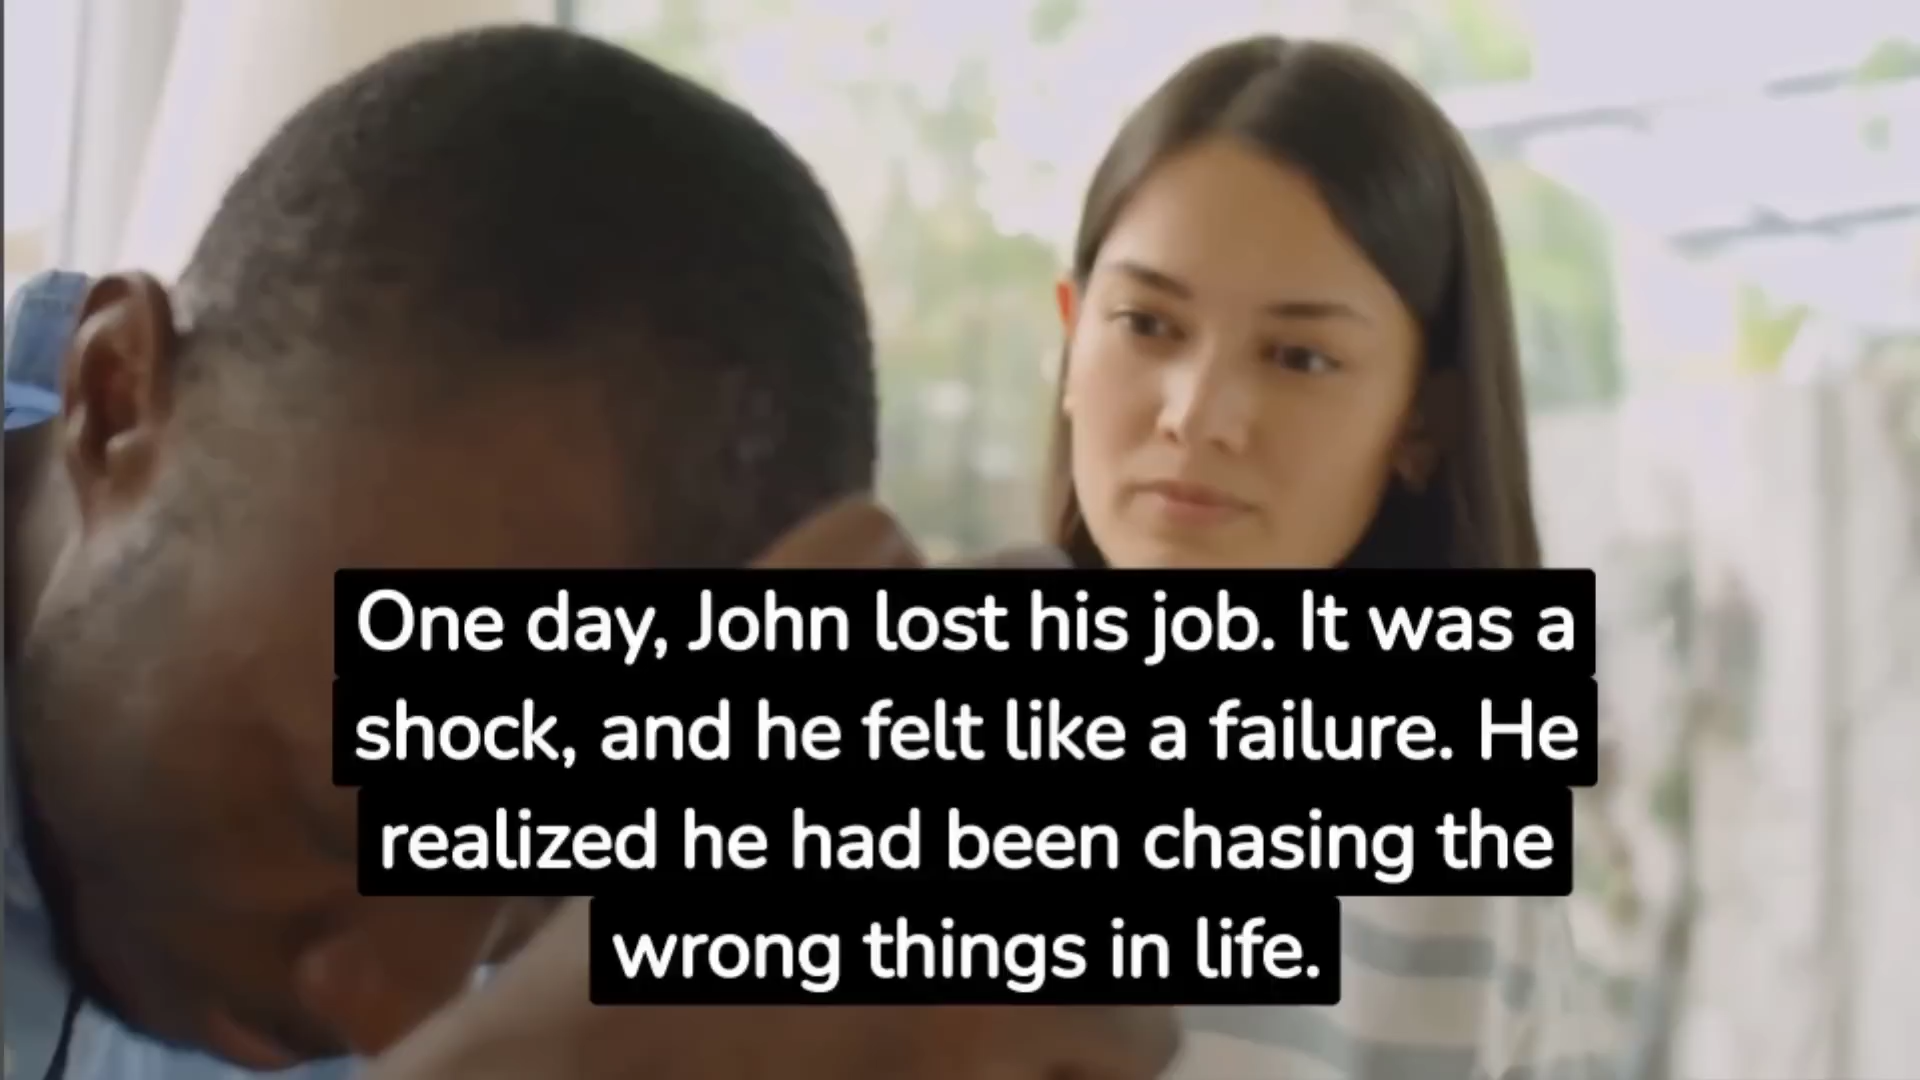 One day, John lost his job. It was a
shock, and he felt like a failure. He
realized he had been chasing the
wrong things in life.